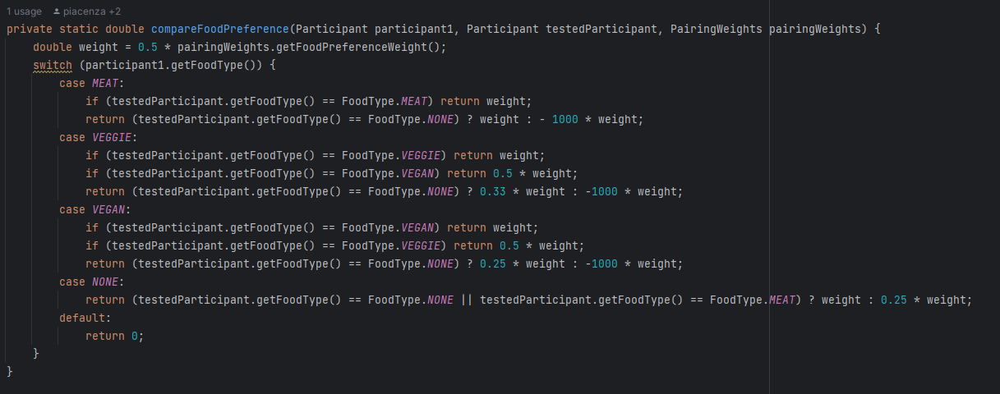 1 usage   piacenza +2
private static double compareFoodPreference(Participant participant1, Participant testedParticipant, PairingWeights pairingWeights) {
    double weight = 0.5 * pairingWeights.getFoodPreferenceWeight();
    switch (participant1.getFoodType()) {
        case MEAT:
            if (testedParticipant.getFoodType() == FoodType.MEAT) return weight;
            return (testedParticipant.getFoodType() == FoodType.NONE) ? weight : - 1000 * weight;
        case VEGGIE:
            if (testedParticipant.getFoodType() == FoodType.VEGGIE) return weight;
            if (testedParticipant.getFoodType() == FoodType.VEGAN) return 0.5 * weight;
            return (testedParticipant.getFoodType() == FoodType.NONE) ? 0.33 * weight : -1000 * weight;
        case VEGAN:
            if (testedParticipant.getFoodType() == FoodType.VEGAN) return weight;
            if (testedParticipant.getFoodType() == FoodType.VEGGIE) return 0.5 * weight;
            return (testedParticipant.getFoodType() == FoodType.NONE) ? 0.25 * weight : -1000 * weight;
        case NONE:
            return (testedParticipant.getFoodType() == FoodType.NONE || testedParticipant.getFoodType() == FoodType.MEAT) ? weight : 0.25 * weight;
        default:
            return 0;
    }
}